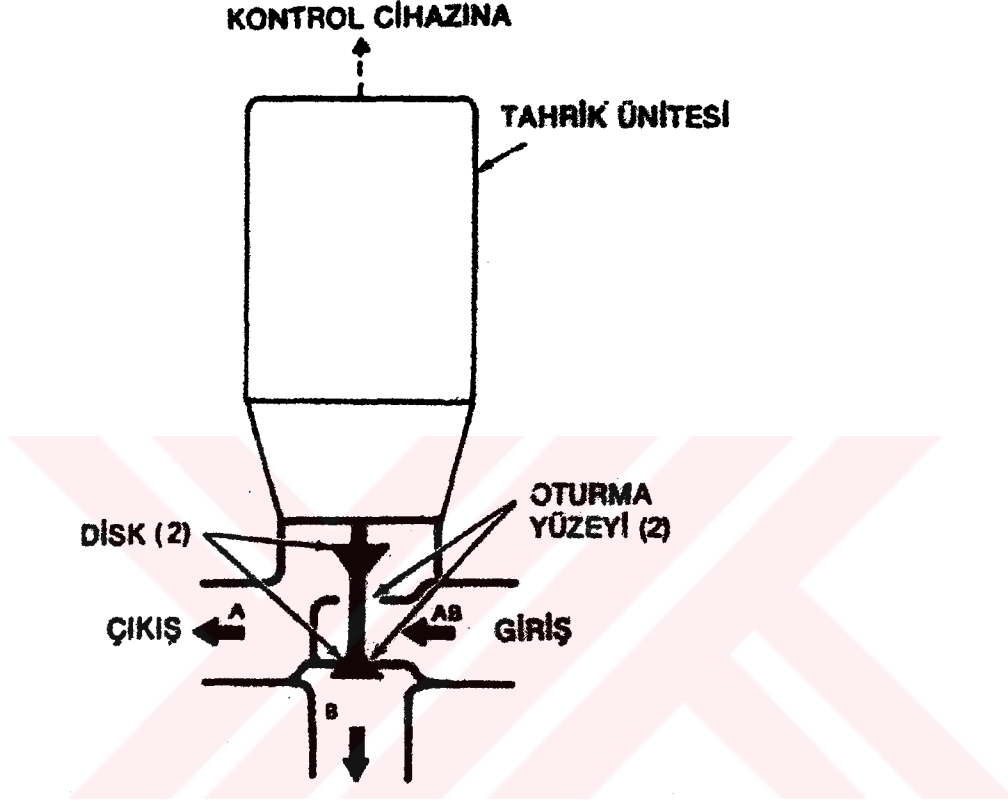 KONTROL CİHAZINA
TAHRİK ÜNİTESİ
OTURMA
YÜZEYİ (2)
DİSK (2)
ÇIKIŞ
A
AB
GİRİŞ
B